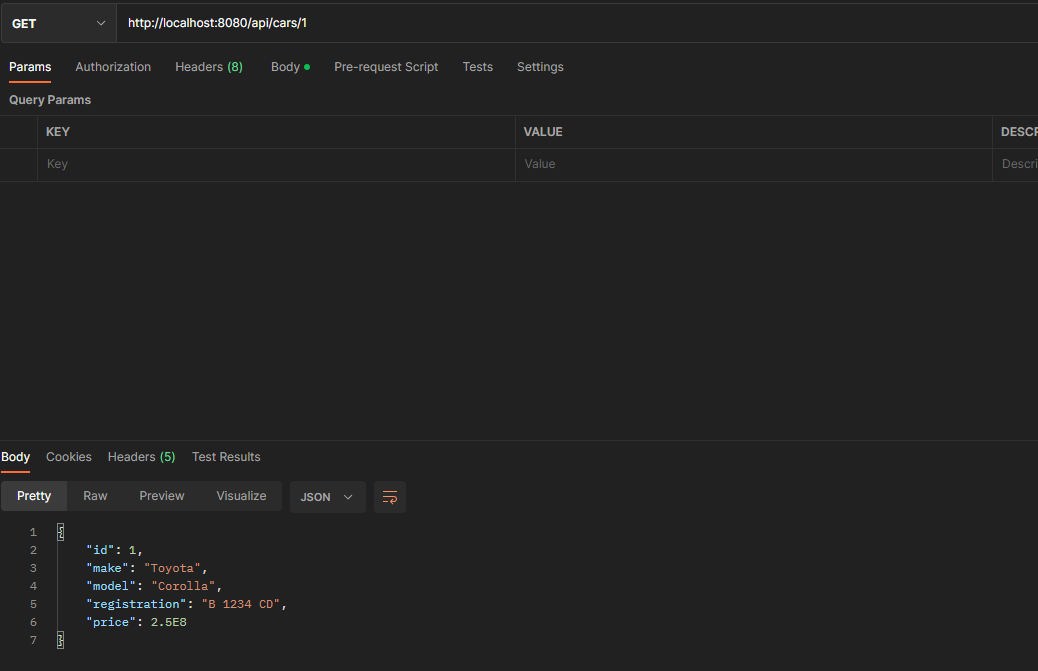 GET http://localhost:8080/api/cars/1
Params Authorization Headers (8) Body Pre-request Script Tests Settings
Query Params
KEY VALUE DESCR
Key Value Descri
Body Cookies Headers (5) Test Results
Pretty Raw Preview Visualize JSON
1 {
2 "id": 1,
3 "make": "Toyota",
4 "model": "Corolla",
5 "registration": "B 1234 CD",
6 "price": 2.5E8
7 }